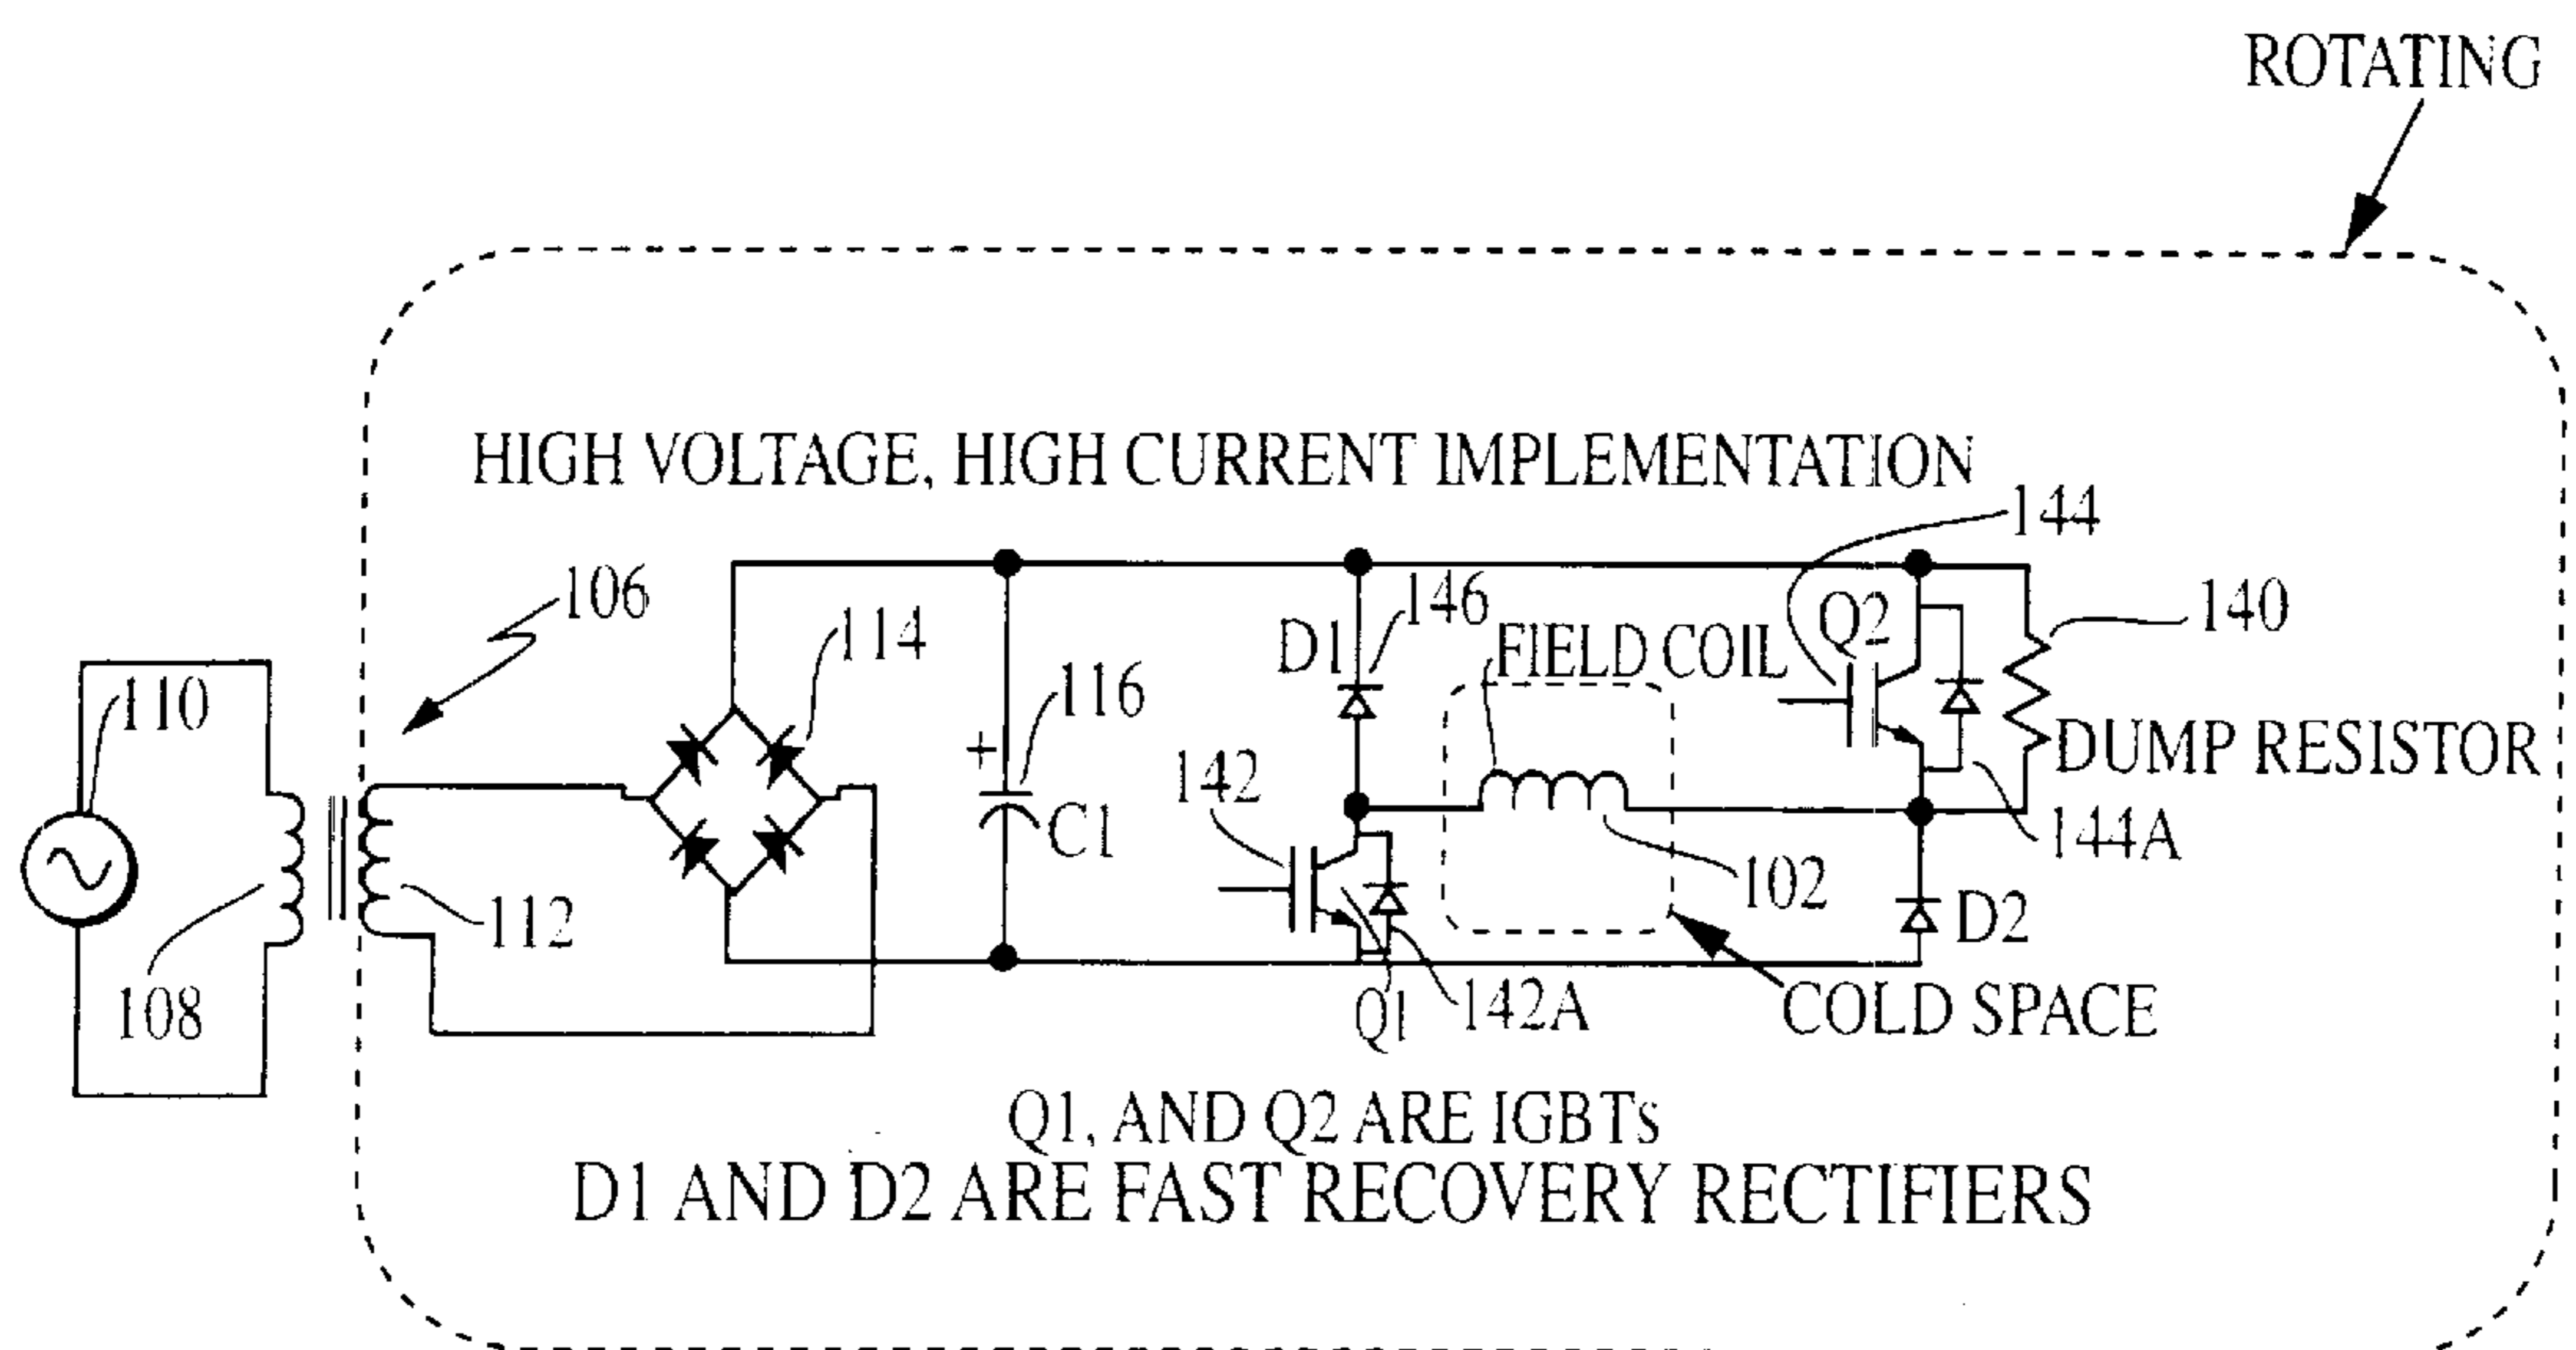 ROTATING
HIGH VOLTAGE, HIGH CURRENT IMPLEMENTATION
144
106
114
146
D1
FIELD COIL
Q2
140
110
116
+
142
C1
DUMP RESISTOR
144A
102
112
D2
108
Q1
142A
COLD SPACE
Q1, AND Q2 ARE IGBTs
D1 AND D2 ARE FAST RECOVERY RECTIFIERS